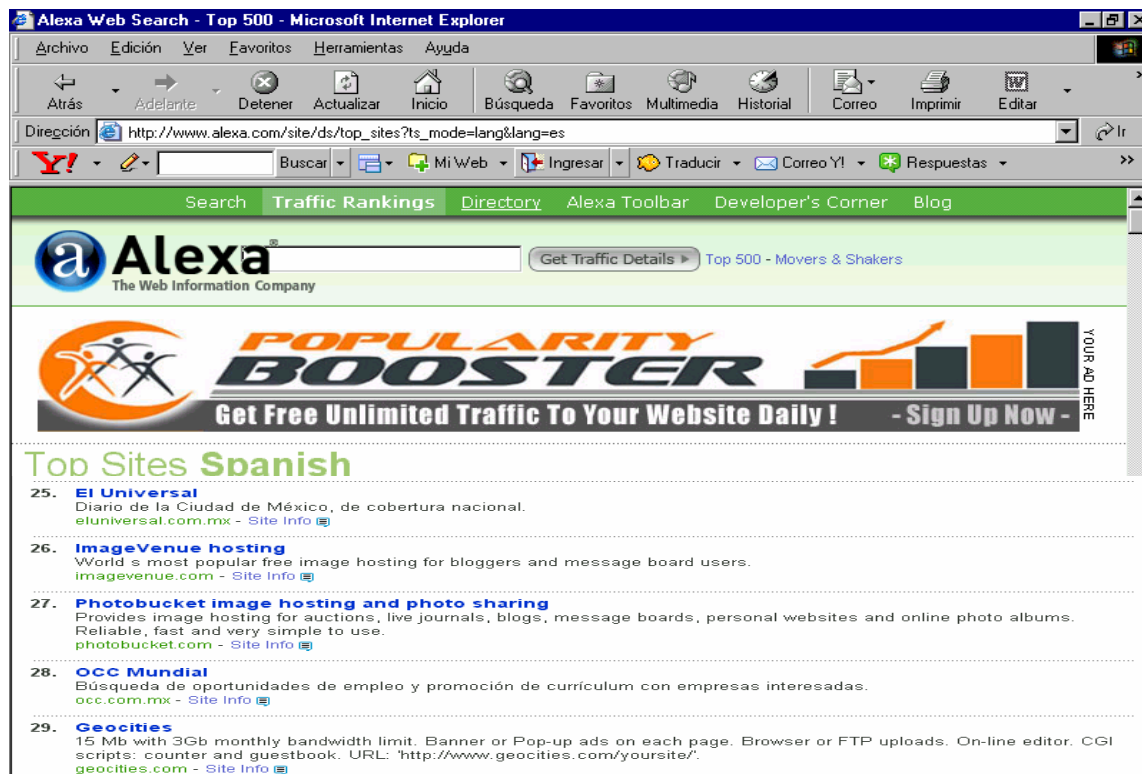 Alexa Web Search - Top 500 - Microsoft Internet Explorer
Archivo Edición Ver Favoritos Herramientas Ayuda
Atrás Adelante Detener Actualizar Inicio Búsqueda Favoritos Multimedia Historial Correo Imprimir Editar
Dirección http://www.alexa.com/site/ds/top_sites?ts_mode=lang&lang=es Ir
Y! Buscar Mi Web Ingresar Traducir Correo Y! Respuestas
Search Traffic Rankings Directory Alexa Toolbar Developer's Corner Blog
a Alexa® Get Traffic Details Top 500 - Movers & Shakers
The Web Information Company
POPULARITY
BOOSTER
Get Free Unlimited Traffic To Your Website Daily ! - Sign Up Now -
YOUR AD HERE
Top Sites Spanish
25. El Universal
Diario de la Ciudad de México, de cobertura nacional.
eluniversal.com.mx - Site Info
26. ImageVenue hosting
World s most popular free image hosting for bloggers and message board users.
imagevenue.com - Site Info
27. Photobucket image hosting and photo sharing
Provides image hosting for auctions, live journals, blogs, message boards, personal websites and online photo albums.
Reliable, fast and very simple to use.
photobucket.com - Site Info
28. OCC Mundial
Búsqueda de oportunidades de empleo y promoción de currículum con empresas interesadas.
occ.com.mx - Site Info
29. Geocities
15 Mb with 3Gb monthly bandwidth limit. Banner or Pop-up ads on each page. Browser or FTP uploads. On-line editor. CGI
scripts: counter and guestbook. URL: 'http://www.geocities.com/yoursite/'.
geocities.com - Site Info